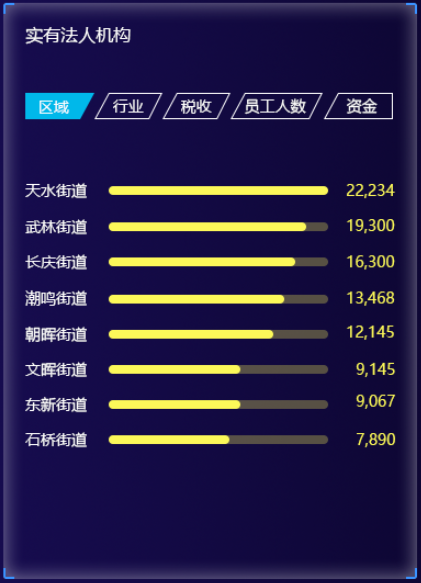 实有法人机构
区域 行业 税收 员工人数 资金
天水街道 22,234
武林街道 19,300
长庆街道 16,300
潮鸣街道 13,468
朝晖街道 12,145
文晖街道 9,145
东新街道 9,067
石桥街道 7,890